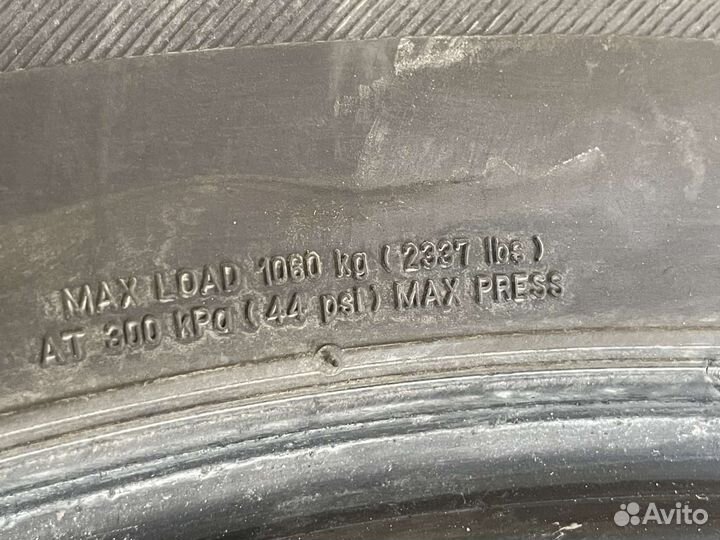 MAX LOAD 1060 kg (2337 lbs)
AT 300 kPa (44 psi) MAX PRESS
Avito